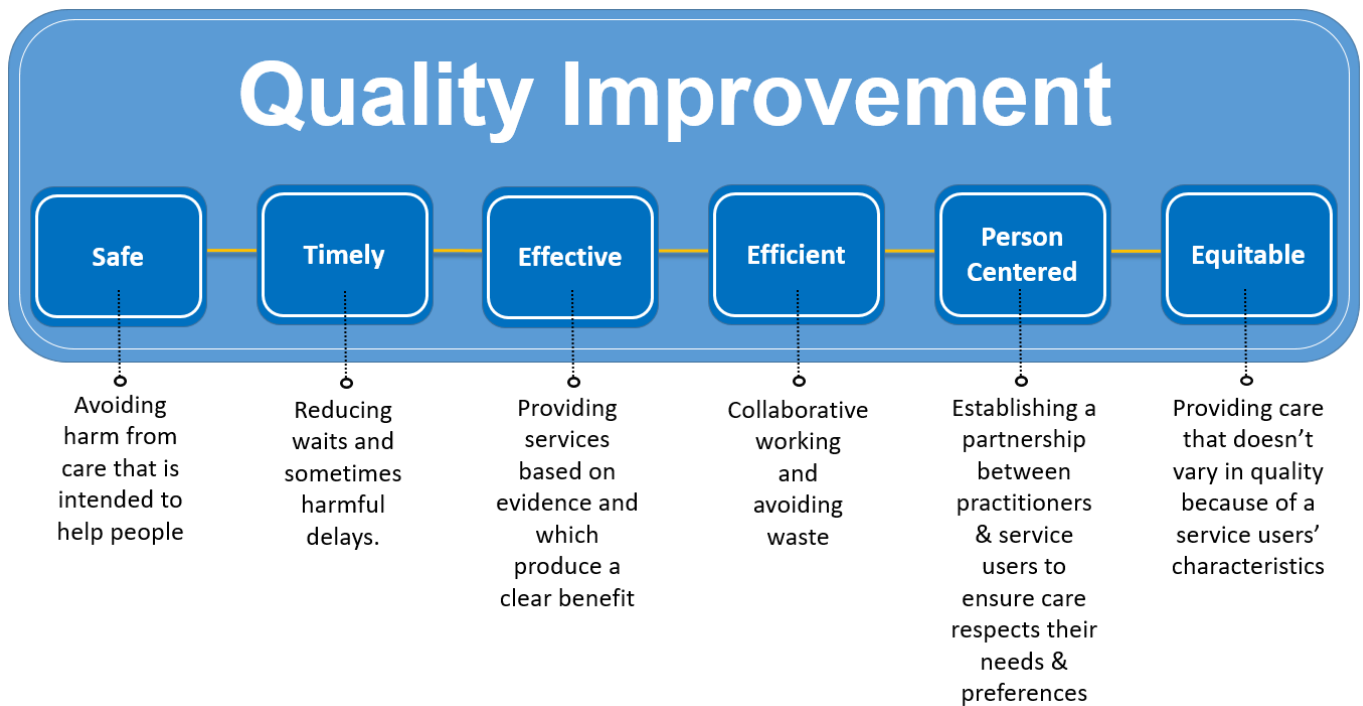 Quality Improvement
Safe
Timely
Effective
Efficient
Person
Centered
Equitable
Avoiding
harm from
care that is
intended to
help people
Reducing
waits and
sometimes
harmful
delays.
Providing
services
based on
evidence and
which
produce a
clear benefit
Collaborative
working
and
avoiding
waste
Establishing a
partnership
between
practitioners
& service
users to
ensure care
respects their
needs &
preferences
Providing care
that doesn’t
vary in quality
because of a
service users’
characteristics